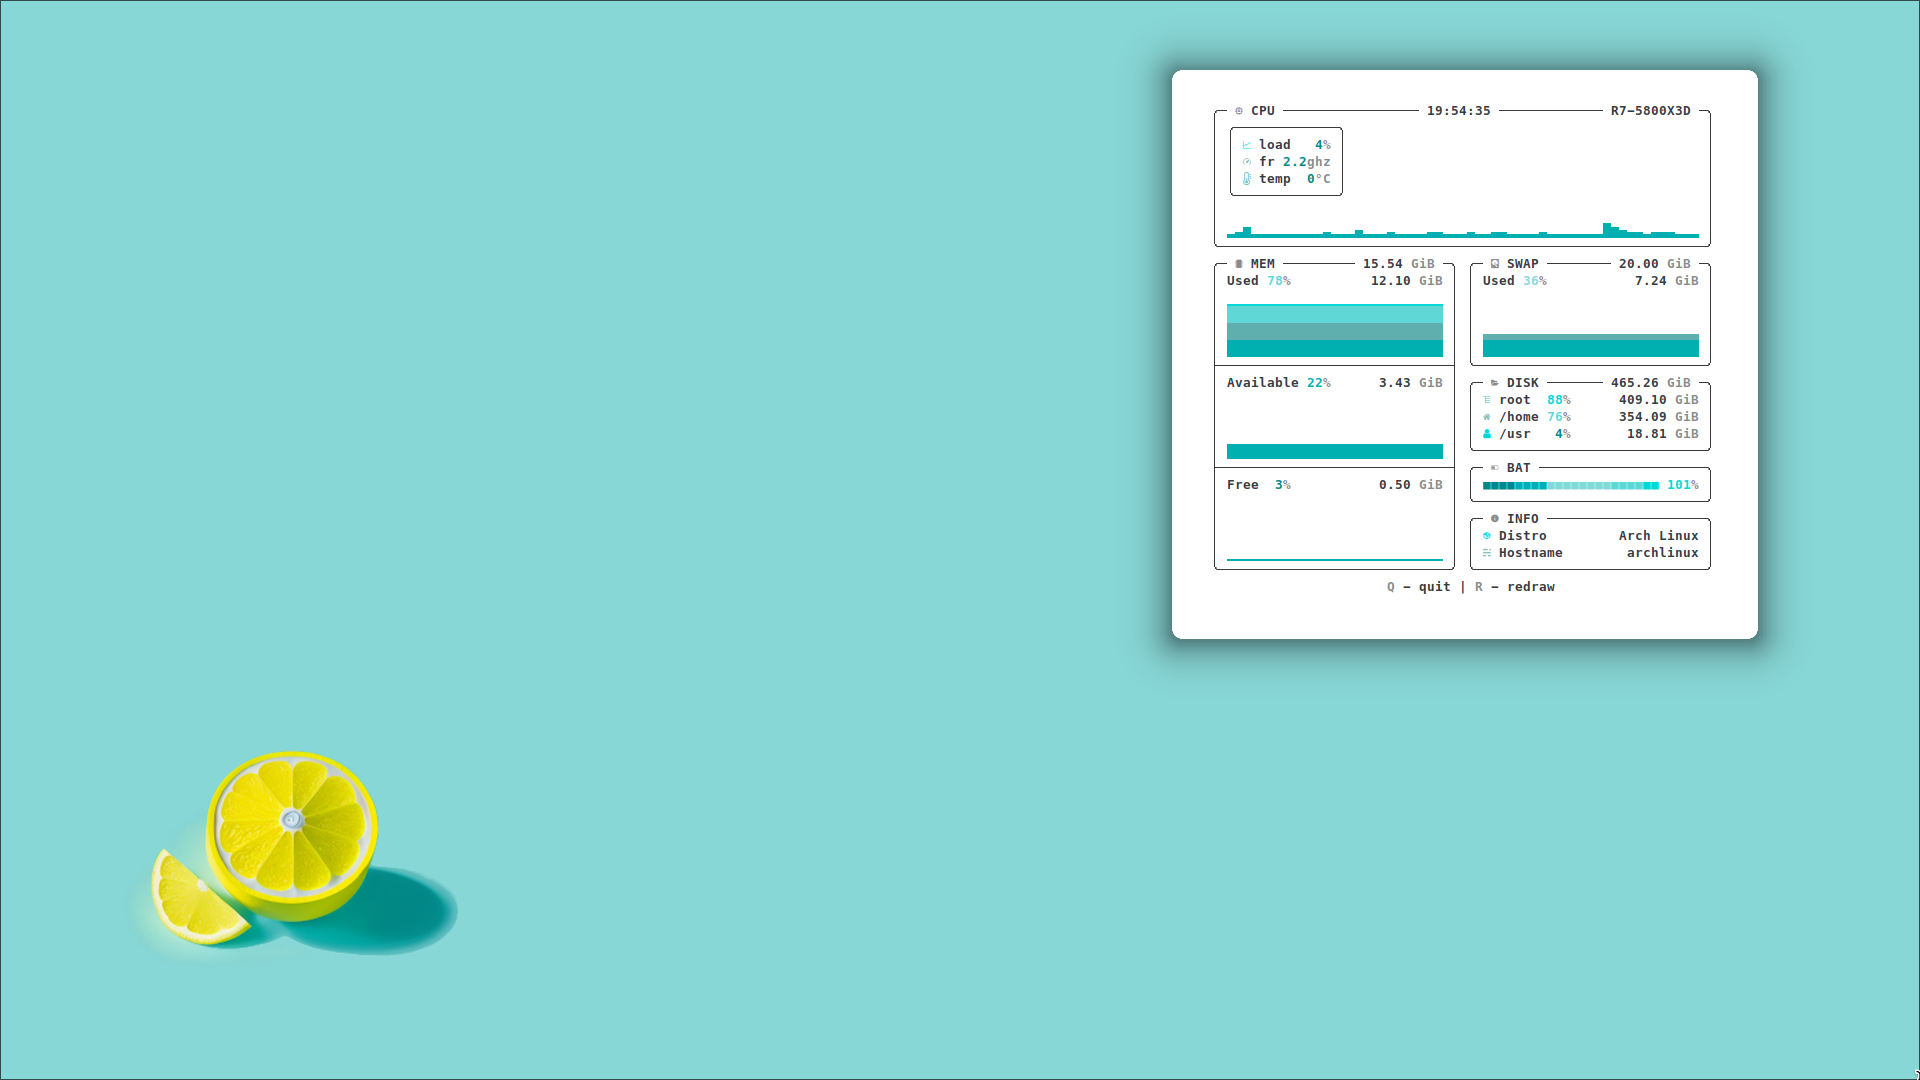 CPU 19:54:35 R7-5800X3D
load 4%
fr 2.2ghz
temp 0°C
MEM 15.54 GiB
Used 78% 12.10 GiB
Available 22% 3.43 GiB
Free 3% 0.50 GiB
SWAP 20.00 GiB
Used 36% 7.24 GiB
DISK 465.26 GiB
root 88% 409.10 GiB
/home 76% 354.09 GiB
/usr 4% 18.81 GiB
BAT
101%
INFO
Distro Arch Linux
Hostname archlinux
Q - quit | R - redraw